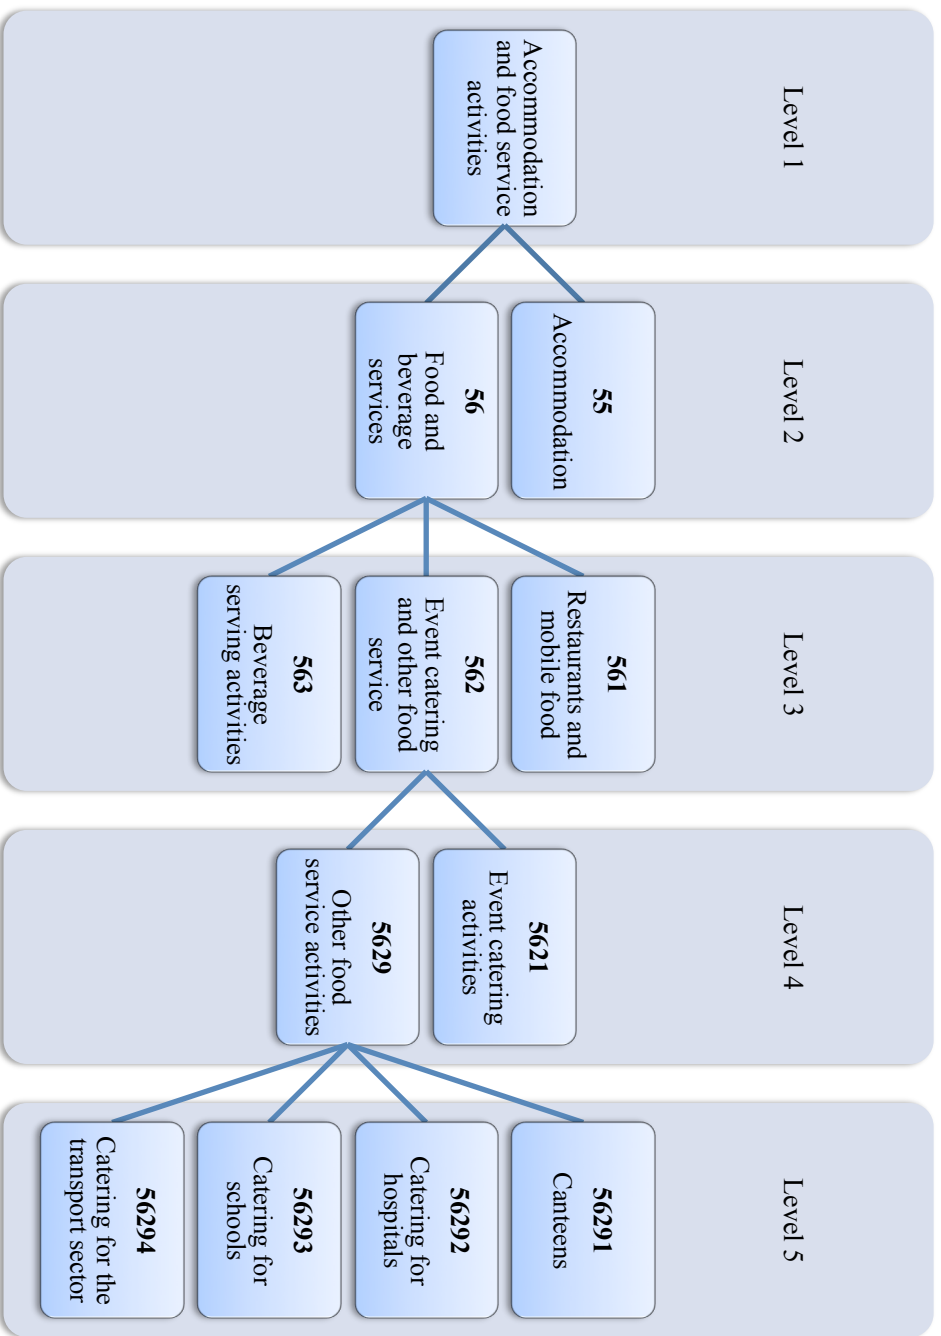 Level 1
Accommodation
and food service
activities
Level 2
55
Accommodation
56
Food and
beverage
services
Level 3
561
Restaurants and
mobile food
562
Event catering
and other food
service
563
Beverage
serving activities
Level 4
5621
Event catering
activities
5629
Other food
service activities
Level 5
56291
Canteens
56292
Catering for
hospitals
56293
Catering for
schools
56294
Catering for the
transport sector